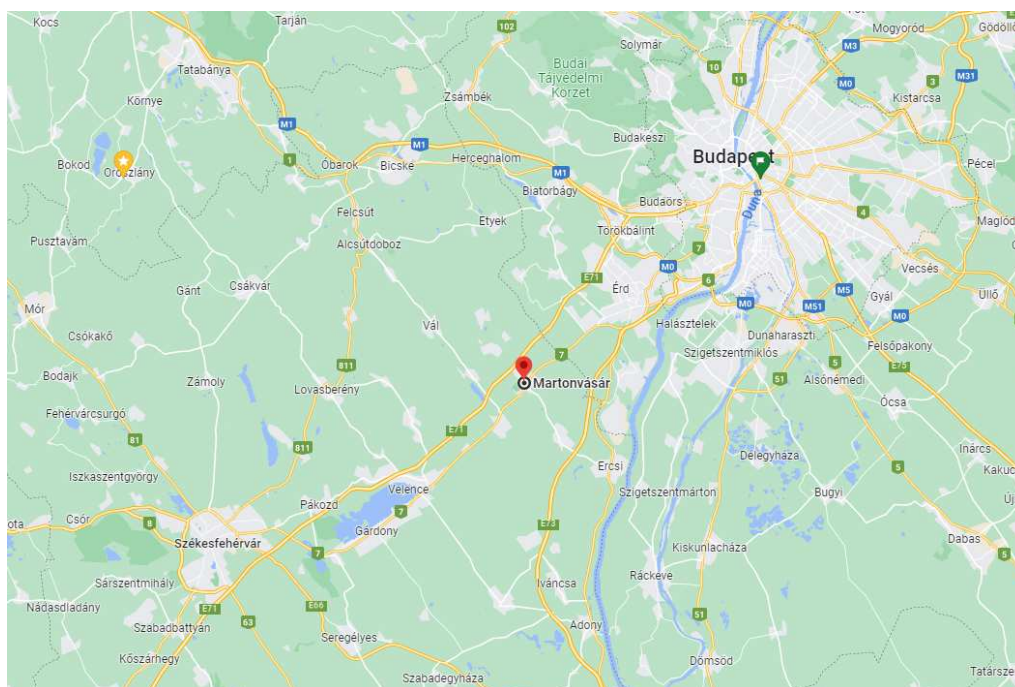 Kocs
Tarján
102
Mogyoród
Gödöllő
Solymár
M3
Tatabánya
10
11
M0
M31
Budai
Tájvédelmi
Körzet
3
Környe
Zsámbék
Kistarcsa
M1
Budakeszi
M1
Bokod
Oroszlány
1
Óbarok
Bicske
Herceghalom
Budapest
Pécel
M1
Biatorbágy
Budaörs
Duna
4
Felcsút
Etyek
Törökbálint
Maglód
Pusztavám
Alcsútdoboz
7
M0
Vecsés
Gánt
Csákvár
E71
Érd
6
M5
Gyál
Üllő
M0
M51
M0
Mór
Vál
Halásztelek
Dunaharaszti
Csókakő
7
Szigetszentmiklós
5
Felsőpakony
811
E75
Bodajk
Zámoly
Lovasberény
Martonvásár
51
Alsónémedi
Ócsa
Fehérvárcsurgó
81
E71
811
Inárcs
Iszkaszentgyörgy
Ercsi
Délegyháza
5
Kakuc
Velence
Szigetszentmárton
Bugyi
Pákozd
7
Csór
8
Gárdony
E73
Székesfehérvár
7
Dabas
Kiskunlacháza
5
Sárszentmihály
Iváncsa
Ráckeve
Nádasdladány
E71
E66
51
Szabadbattyán
63
Adony
Seregélyes
Kőszárhegy
Dömsöd
Szabadegyháza
Tatársze